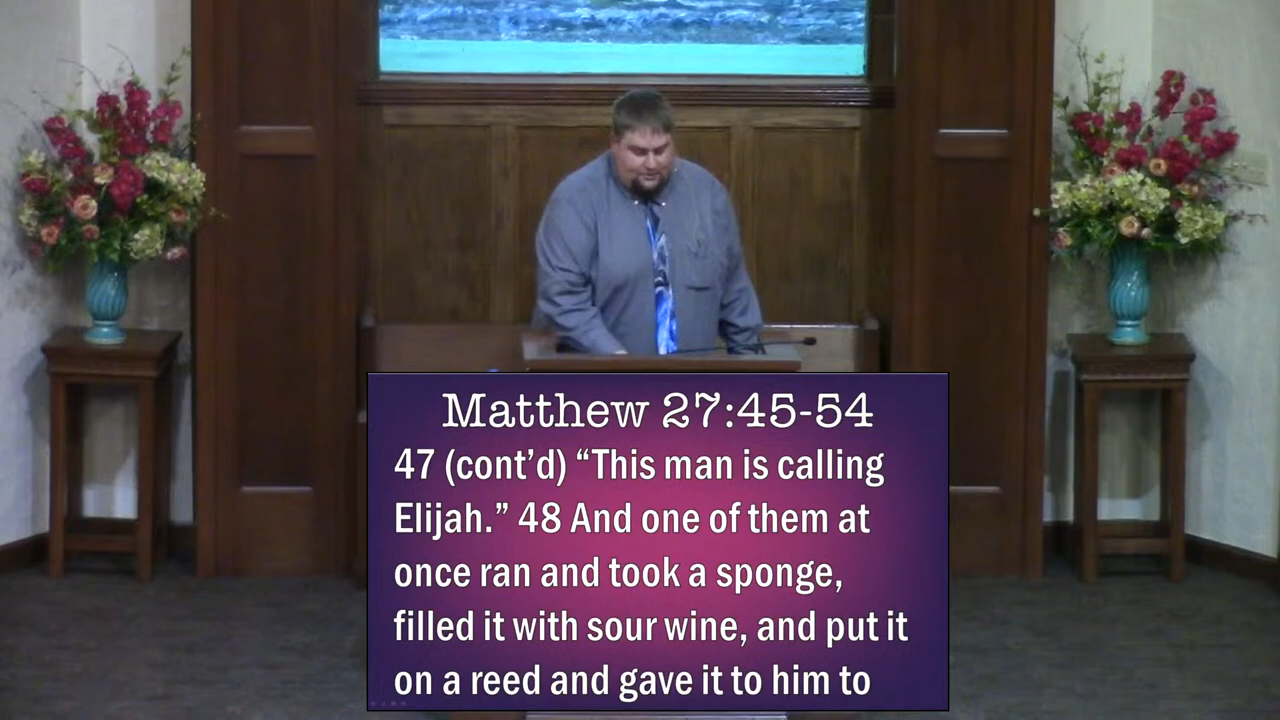 Matthew 27:45-54
47 (cont’d) “This man is calling
Elijah.” 48 And one of them at
once ran and took a sponge,
filled it with sour wine, and put it
on a reed and gave it to him to